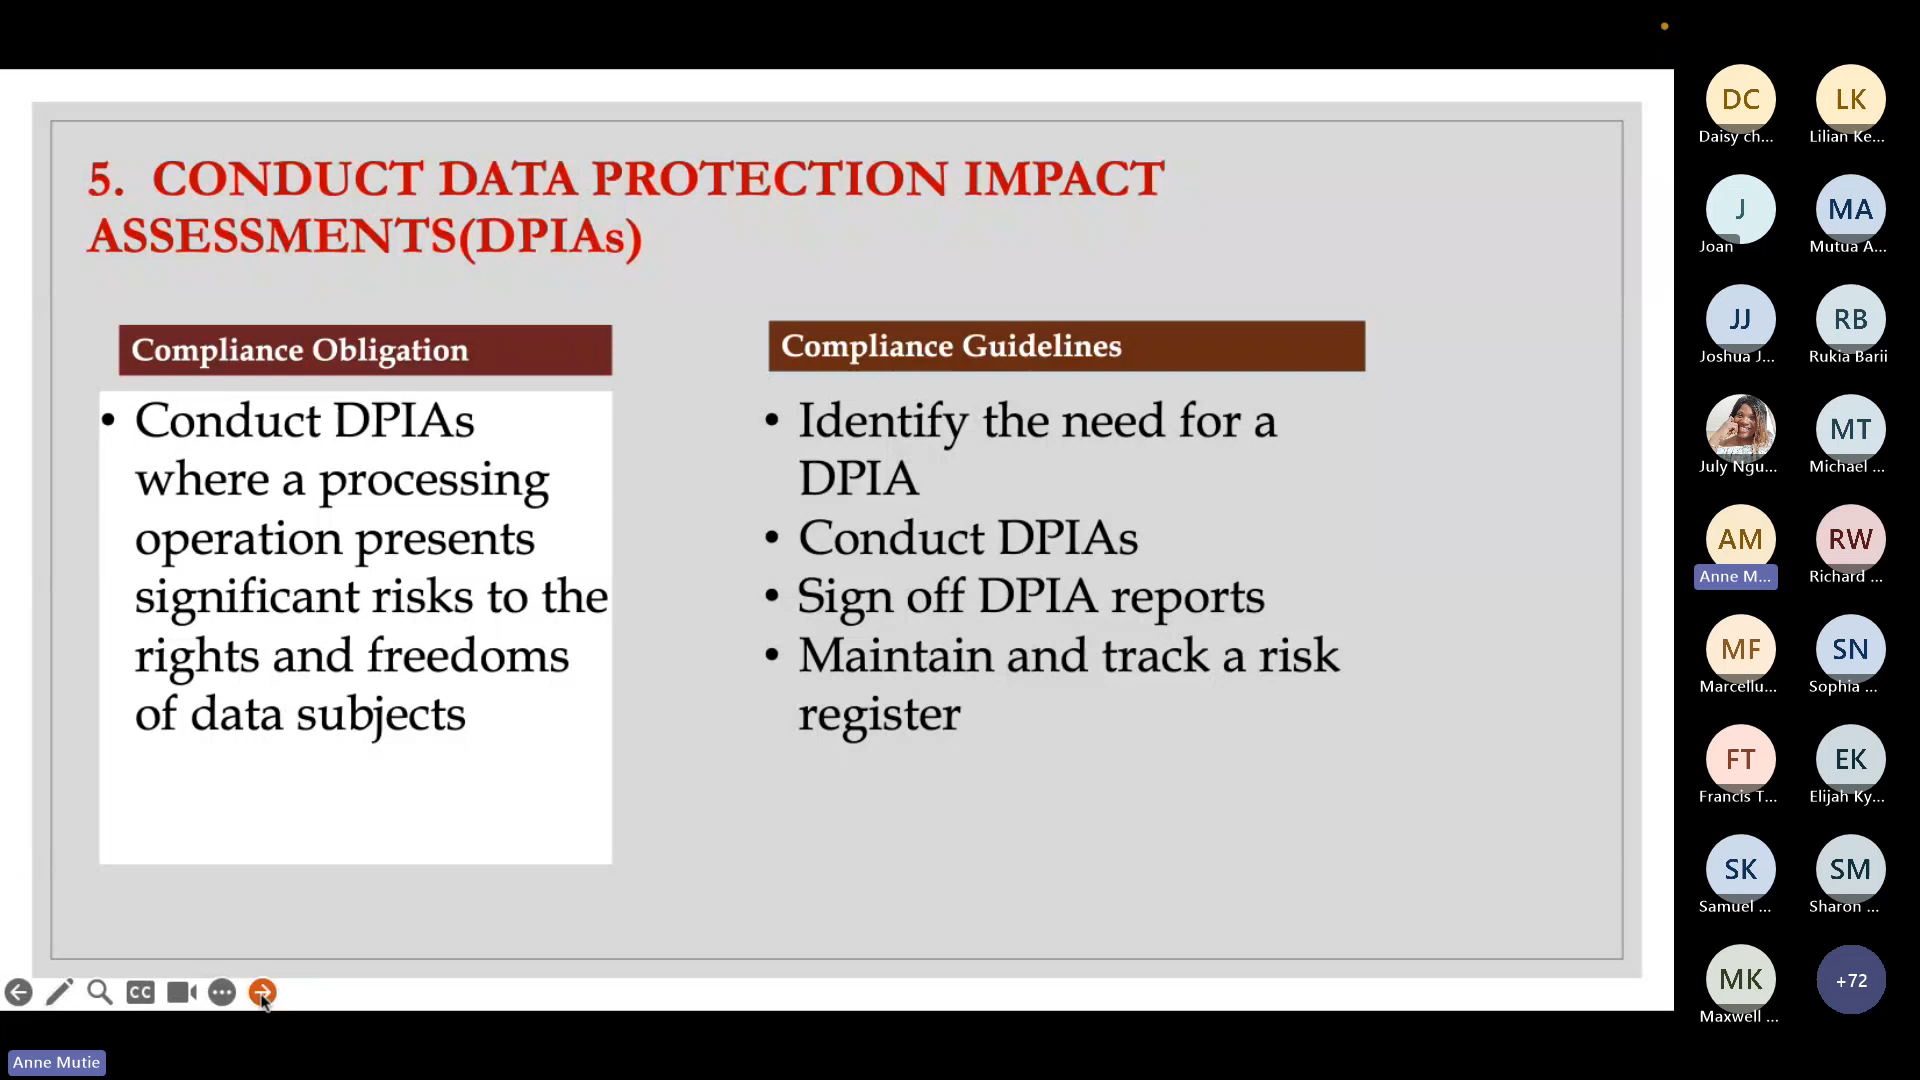 5. CONDUCT DATA PROTECTION IMPACT
ASSESSMENTS(DPIAs)
Compliance Obligation
• Conduct DPIAs
where a processing
operation presents
significant risks to the
rights and freedoms
of data subjects
Compliance Guidelines
• Identify the need for a
DPIA
• Conduct DPIAs
• Sign off DPIA reports
• Maintain and track a risk
register
CC
Anne Mutie
DC
Daisy ch...
LK
Lilian Ke...
J
Joan
MA
Mutua A...
JJ
Joshua J...
RB
Rukia Barii
July Ngu...
MT
Michael ...
AM
Anne M...
RW
Richard ...
MF
Marcellu...
SN
Sophia ...
FT
Francis T...
EK
Elijah Ky...
SK
Samuel ...
SM
Sharon ...
MK
Maxwell ...
+72